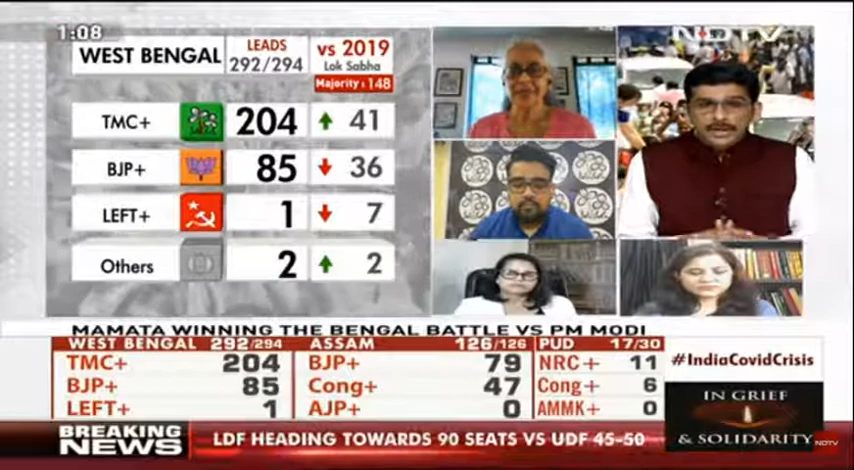 1:08
WEST BENGAL
LEADS
292/294
vs 2019
Lok Sabha
Majority: 148
TMC+ 204 41
BJP+ 85 36
LEFT+ 1 7
Others 2 2
NDTV
MAMATA WINNING THE BENGAL BATTLE VS PM MODI
WEST BENGAL 292/294 ASSAM 126/126 PUD 17/30
TMC+ 204 BJP+ 79 NRC+ 11
BJP+ 85 Cong+ 47 Cong+ 6
LEFT+ 1 AJP+ 0 AMMK+ 0
#IndiaCovidCrisis
IN GRIEF
& SOLIDARITY
NDTV
BREAKING
NEWS
LDF HEADING TOWARDS 90 SEATS VS UDF 45-50